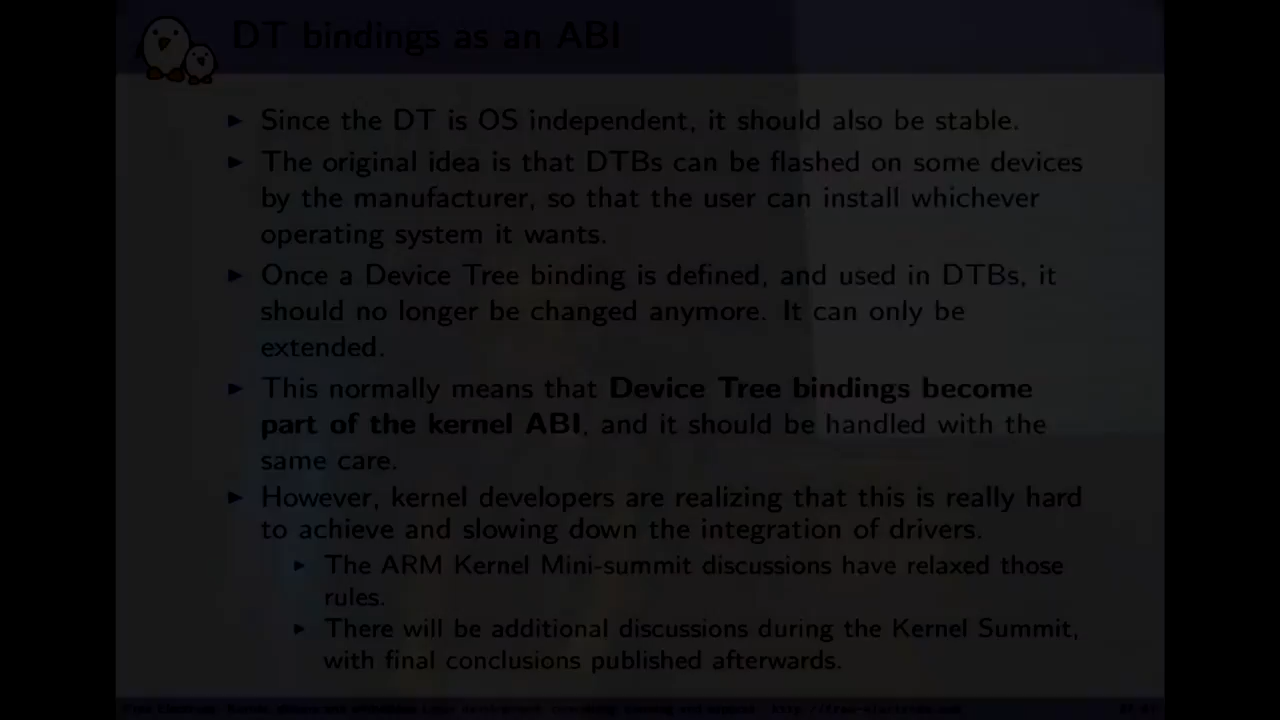 DT bindings as an ABI
Since the DT is OS independent, it should also be stable.
The original idea is that DTBs can be flashed on some devices
by the manufacturer, so that the user can install whichever
operating system it wants.
Once a Device Tree binding is defined, and used in DTBs, it
should no longer be changed anymore. It can only be
extended.
This normally means that Device Tree bindings become
part of the kernel ABI, and it should be handled with the
same care.
However, kernel developers are realizing that this is really hard
to achieve and slowing down the integration of drivers.
The ARM Kernel Mini-summit discussions have relaxed those
rules.
There will be additional discussions during the Kernel Summit,
with final conclusions published afterwards.